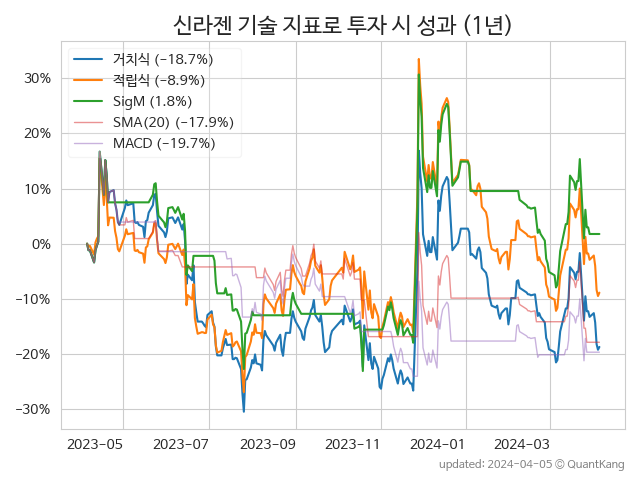 신라젠 기술 지표로 투자 시 성과 (1년)
거치식 (−18.7%)
적립식 (−8.9%)
SigM (1.8%)
SMA(20) (−17.9%)
MACD (−19.7%)
30%
20%
10%
0%
−10%
−20%
−30%
2023-05 2023-07 2023-09 2023-11 2024-01 2024-03
updated: 2024-04-05 © QuantKang